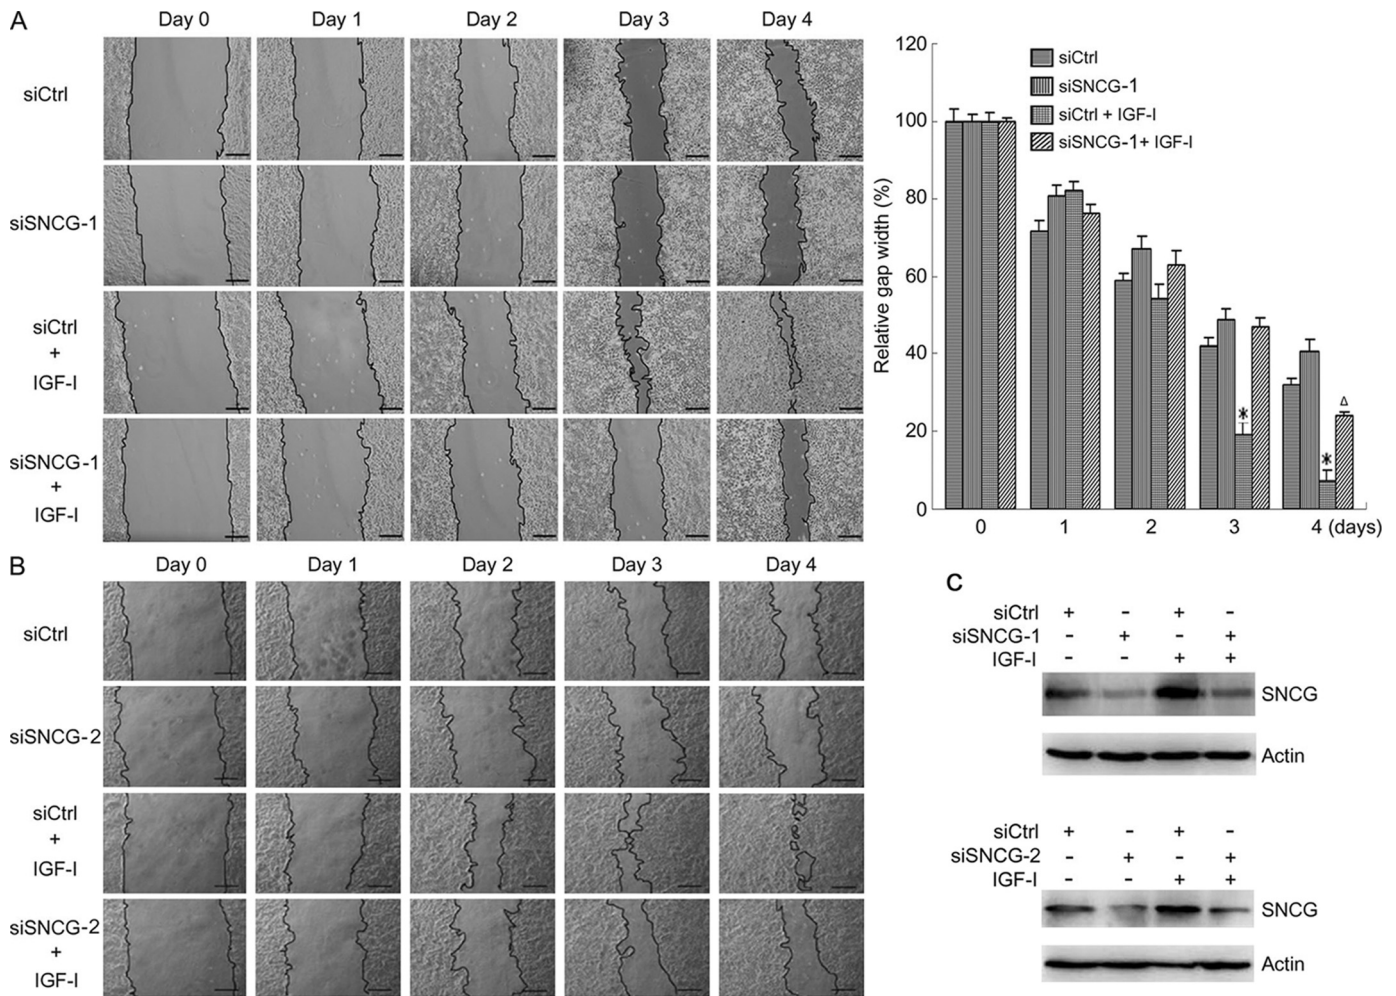 A
Day 0 Day 1 Day 2 Day 3 Day 4
siCtrl
siSNCG-1
siCtrl
+
IGF-I
siSNCG-1
+
IGF-I
120
100
80
60
40
20
0
Relative gap width (%)
siCtrl
siSNCG-1
siCtrl + IGF-I
siSNCG-1+ IGF-I
*
*
Δ
0 1 2 3 4 (days)
B
Day 0 Day 1 Day 2 Day 3 Day 4
siCtrl
siSNCG-2
siCtrl
+
IGF-I
siSNCG-2
+
IGF-I
C
siCtrl + - + -
siSNCG-1 - + - +
IGF-I - - + +
SNCG
Actin
siCtrl + - + -
siSNCG-2 - + - +
IGF-I - - + +
SNCG
Actin